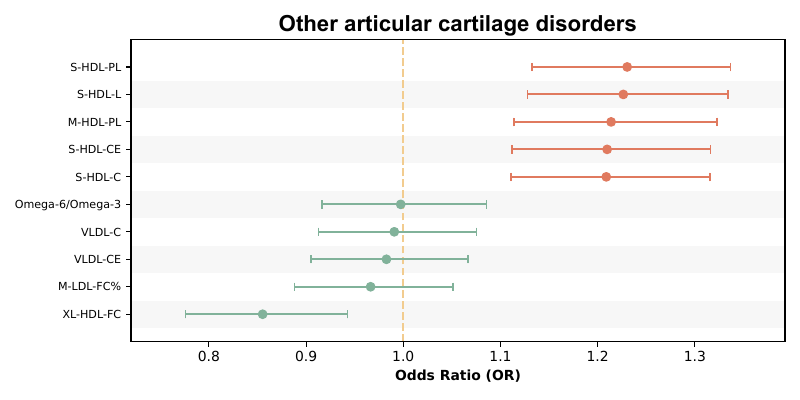 Other articular cartilage disorders
S-HDL-PL
S-HDL-L
M-HDL-PL
S-HDL-CE
S-HDL-C
Omega-6/Omega-3
VLDL-C
VLDL-CE
M-LDL-FC%
XL-HDL-FC
0.8 0.9 1.0 1.1 1.2 1.3
Odds Ratio (OR)